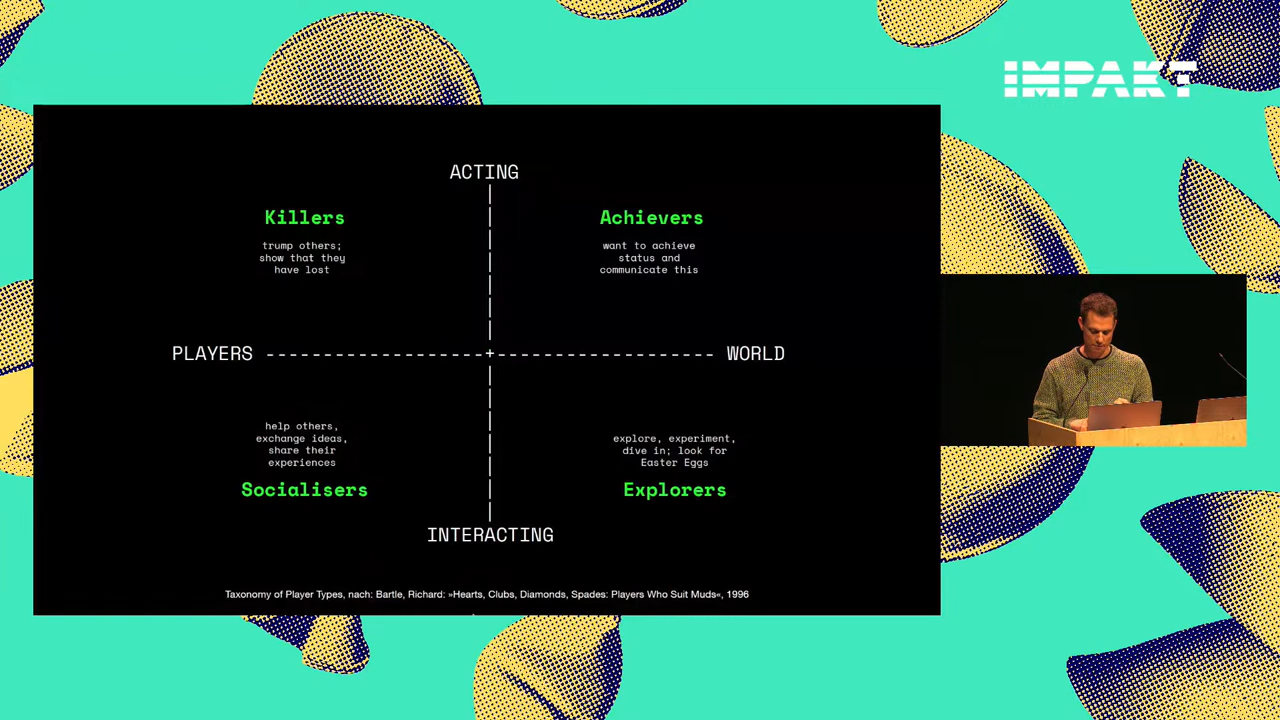 IMPAKT
ACTING
Killers
Achievers
trump others;
show that they
have lost
want to achieve
status and
communicate this
PLAYERS
WORLD
help others,
exchange ideas,
share their
experiences
explore, experiment,
dive in; look for
Easter Eggs
Socialisers
Explorers
INTERACTING
Taxonomy of Player Types, nach: Bartle, Richard: »Hearts, Clubs, Diamonds, Spades: Players Who Suit Muds«, 1996